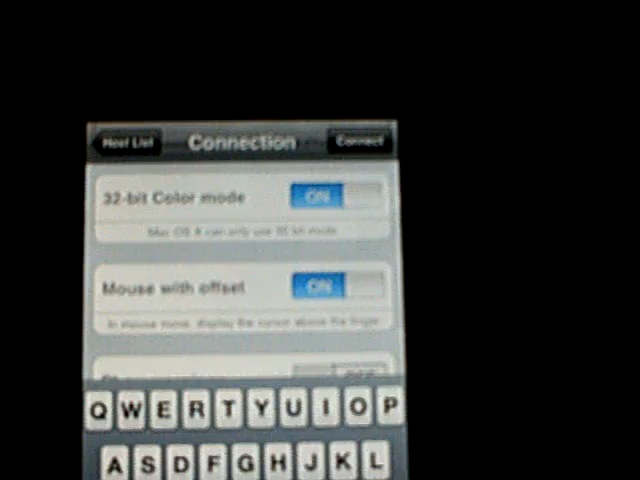 Host List Connection Connect
32-bit Color mode ON
Mac OS X can only use 32 bit mode
Mouse with offset ON
In mouse mode, display the cursor above the finger
OFF
Q W E R T Y U I O P
A S D F G H J K L